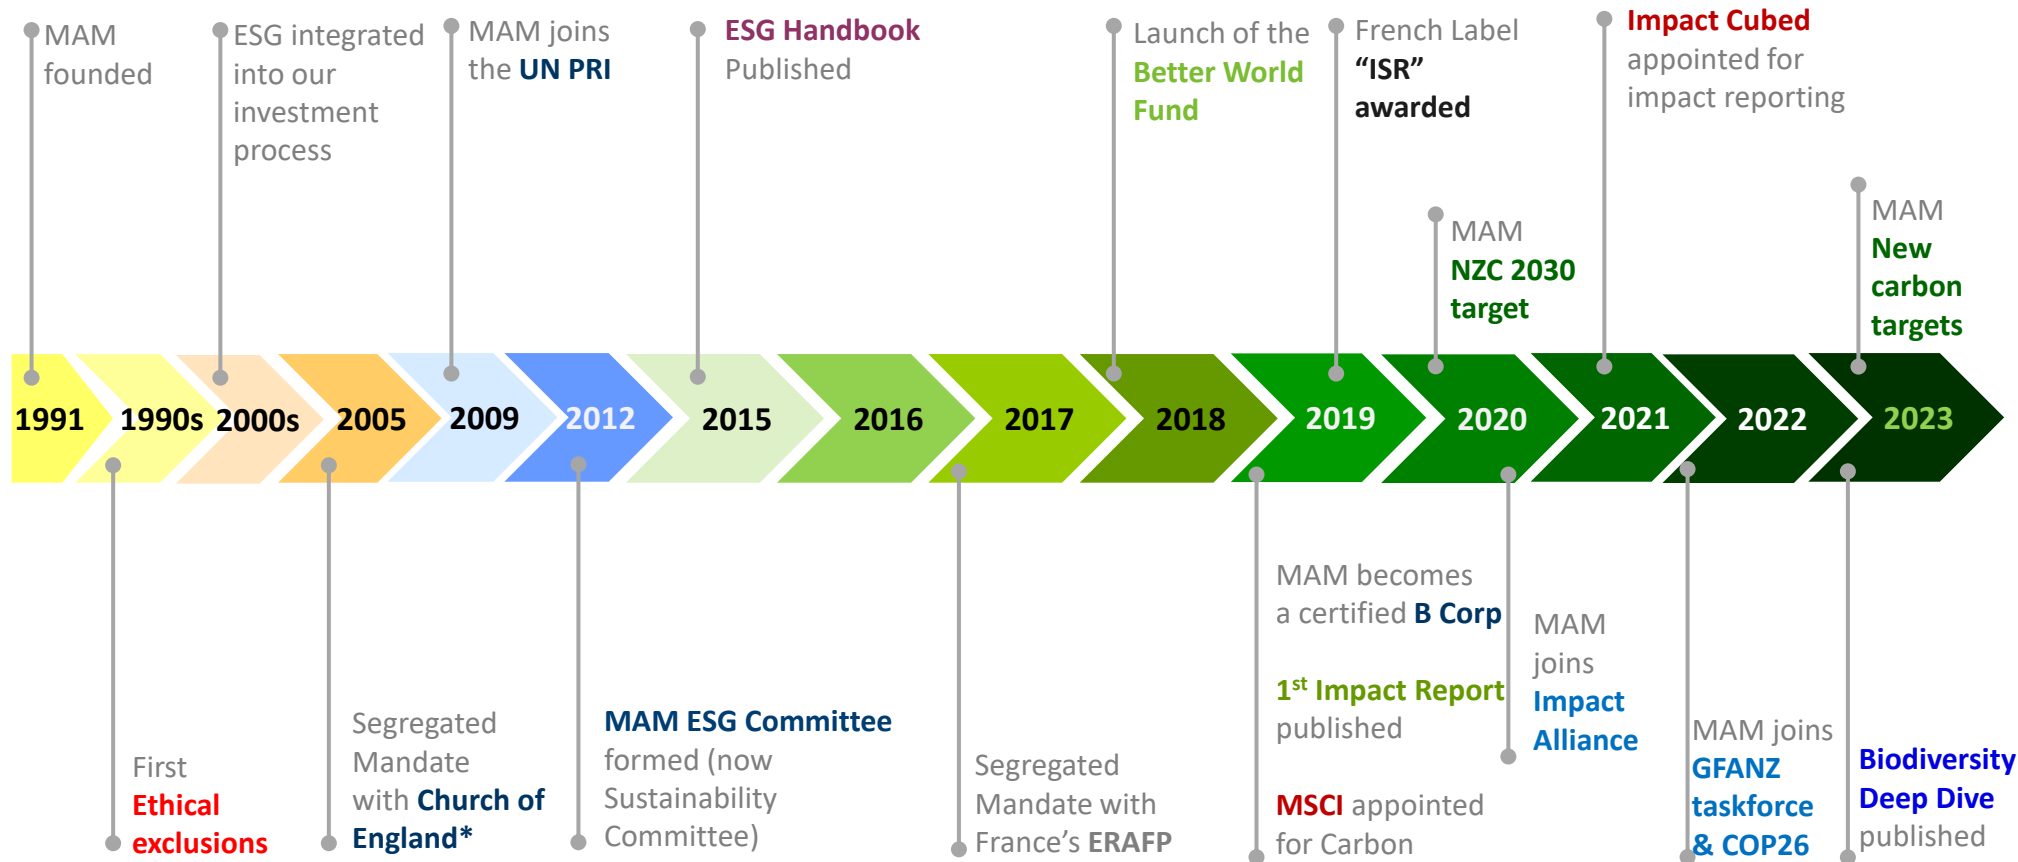 MAM
founded
ESG integrated
into our
investment
process
MAM joins
the UN PRI
ESG Handbook
Published
Launch of the
Better World
Fund
French Label
“ISR”
awarded
Impact Cubed
appointed for
impact reporting
MAM
NZC 2030
target
MAM
New
carbon
targets
1991
1990s
2000s
2005
2009
2012
2015
2016
2017
2018
2019
2020
2021
2022
2023
First
Ethical
exclusions
Segregated
Mandate
with Church of
England*
MAM ESG Committee
formed (now
Sustainability
Committee)
Segregated
Mandate with
France’s ERAFP
MAM becomes
a certified B Corp
1st Impact Report
published
MSCI appointed
for Carbon
MAM
joins
Impact
Alliance
MAM joins
GFANZ
taskforce
& COP26
Biodiversity
Deep Dive
published